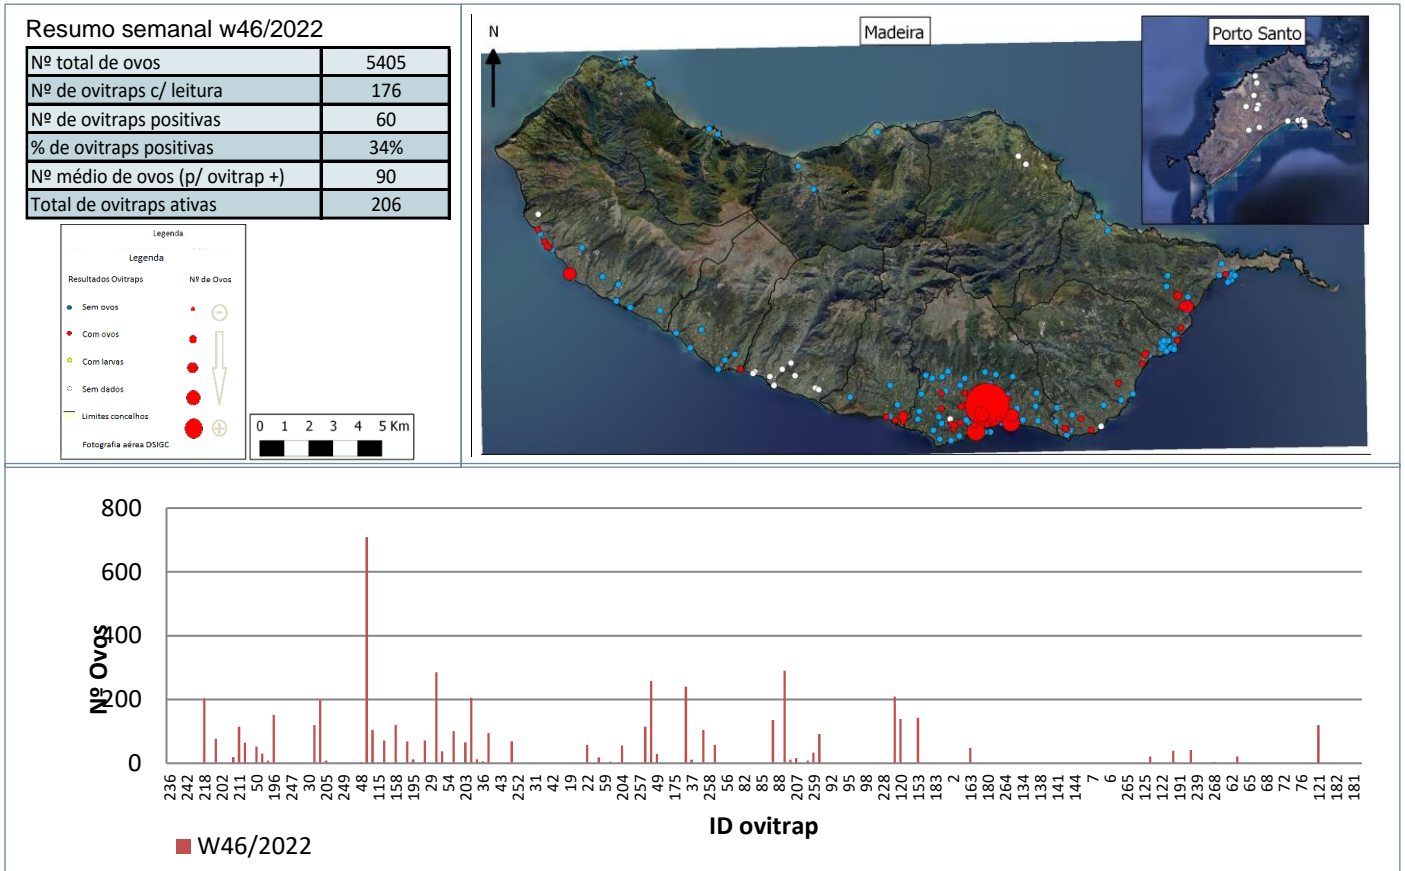 Resumo semanal w46/2022
Nº total de ovos 5405
Nº de ovitraps c/ leitura 176
Nº de ovitraps positivas 60
% de ovitraps positivas 34%
Nº médio de ovos (p/ ovitrap +) 90
Total de ovitraps ativas 206
Legenda
Legenda
Resultados Ovitraps Nº de Ovos
Sem ovos
Com ovos
Com larvas
Sem dados
Limites concelhos
Fotografia aérea DSIGC
0 1 2 3 4 5 Km
N
Madeira
Porto Santo
800
600
400
200
0
Nº Ovos
236 242 218 202 211 50 196 247 30 205 249 48 115 158 195 29 54 203 36 43 252 31 42 19 22 59 204 257 49 175 37 258 56 82 85 88 207 259 92 95 98 228 120 153 183 2 163 180 264 134 138 141 144 7 6 265 125 122 191 239 268 62 65 68 72 76 121 182 181
ID ovitrap
W46/2022